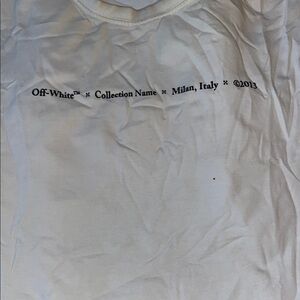 Off-White™ × Collection Name × Milan, Italy × ©2013